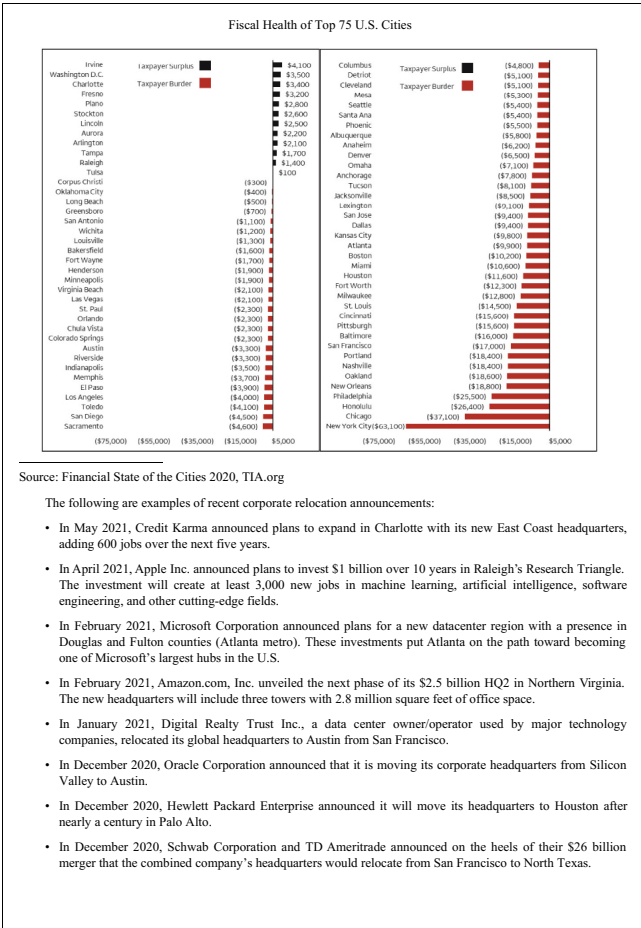 Fiscal Health of Top 75 U.S. Cities
Taxpayer Surplus
Taxpayer Burder
Irvine $4,100
Washington D.C. $3,500
Charlotte $3,400
Fresno $3,200
Plano $2,800
Stockton $2,600
Lincoln $2,500
Aurora $2,200
Arlington $2,100
Tampa $1,700
Raleigh $1,400
Tulsa $100
Corpus Christi ($300)
Oklahoma City ($400)
Long Beach ($500)
Greensboro ($700)
San Antonio ($1,100)
Wichita ($1,200)
Louisville ($1,300)
Bakersfield ($1,600)
Fort Wayne ($1,700)
Henderson ($1,900)
Minneapolis ($1,900)
Virginia Beach ($2,100)
Las Vegas ($2,100)
St. Paul ($2,300)
Orlando ($2,300)
Chula Vista ($2,300)
Colorado Springs ($2,300)
Austin ($3,300)
Riverside ($3,300)
Indianapolis ($3,500)
Memphis ($3,700)
El Paso ($3,900)
Los Angeles ($4,000)
Toledo ($4,100)
San Diego ($4,500)
Sacramento ($4,600)
($75,000) ($55,000) ($35,000) ($15,000) $5,000
Taxpayer Surplus
Taxpayer Burder
Columbus ($4,800)
Detriot ($5,100)
Cleveland ($5,100)
Mesa ($5,300)
Seattle ($5,400)
Santa Ana ($5,400)
Phoenic ($5,500)
Albuquerque ($5,800)
Anaheim ($6,200)
Denver ($6,500)
Omaha ($7,100)
Anchorage ($7,800)
Tucson ($8,100)
Jacksonville ($8,500)
Lexington ($9,100)
San Jose ($9,400)
Dallas ($9,400)
Kansas City ($9,800)
Atlanta ($9,900)
Boston ($10,200)
Miami ($10,600)
Houston ($11,600)
Fort Worth ($12,300)
Milwaukee ($12,800)
St. Louis ($14,500)
Cincinnati ($15,600)
Pittsburgh ($15,600)
Baltimore ($16,000)
San Francisco ($17,000)
Portland ($18,400)
Nashville ($18,400)
Oakland ($18,600)
New Orleans ($18,800)
Philadelphia ($25,500)
Honolulu ($26,400)
Chicago ($37,100)
New York City ($63,100)
($75,000) ($55,000) ($35,000) ($15,000) $5,000
Source: Financial State of the Cities 2020, TIA.org
The following are examples of recent corporate relocation announcements:
• In May 2021, Credit Karma announced plans to expand in Charlotte with its new East Coast headquarters,
adding 600 jobs over the next five years.
• In April 2021, Apple Inc. announced plans to invest $1 billion over 10 years in Raleigh’s Research Triangle.
The investment will create at least 3,000 new jobs in machine learning, artificial intelligence, software
engineering, and other cutting-edge fields.
• In February 2021, Microsoft Corporation announced plans for a new datacenter region with a presence in
Douglas and Fulton counties (Atlanta metro). These investments put Atlanta on the path toward becoming
one of Microsoft’s largest hubs in the U.S.
• In February 2021, Amazon.com, Inc. unveiled the next phase of its $2.5 billion HQ2 in Northern Virginia.
The new headquarters will include three towers with 2.8 million square feet of office space.
• In January 2021, Digital Realty Trust Inc., a data center owner/operator used by major technology
companies, relocated its global headquarters to Austin from San Francisco.
• In December 2020, Oracle Corporation announced that it is moving its corporate headquarters from Silicon
Valley to Austin.
• In December 2020, Hewlett Packard Enterprise announced it will move its headquarters to Houston after
nearly a century in Palo Alto.
• In December 2020, Schwab Corporation and TD Ameritrade announced on the heels of their $26 billion
merger that the combined company’s headquarters would relocate from San Francisco to North Texas.